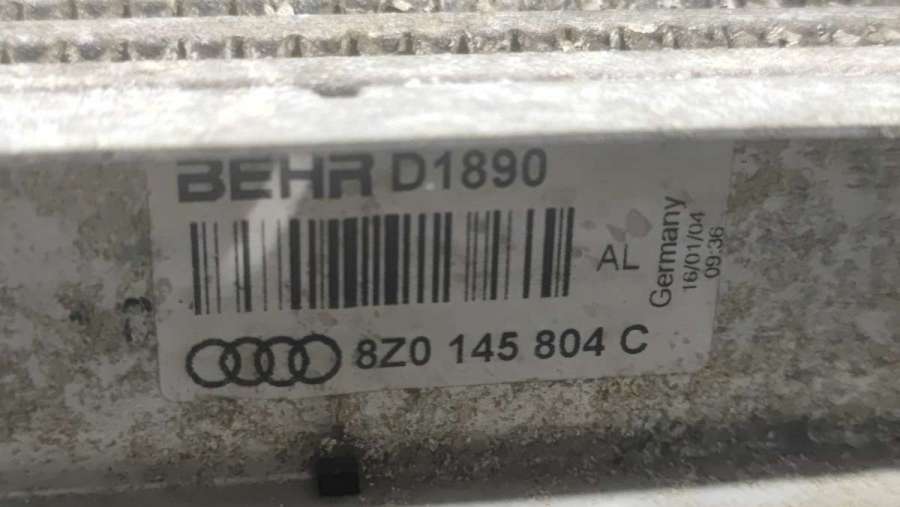 BEHR D1890
AL
Germany
16/01/04
09:36
8Z0 145 804 C